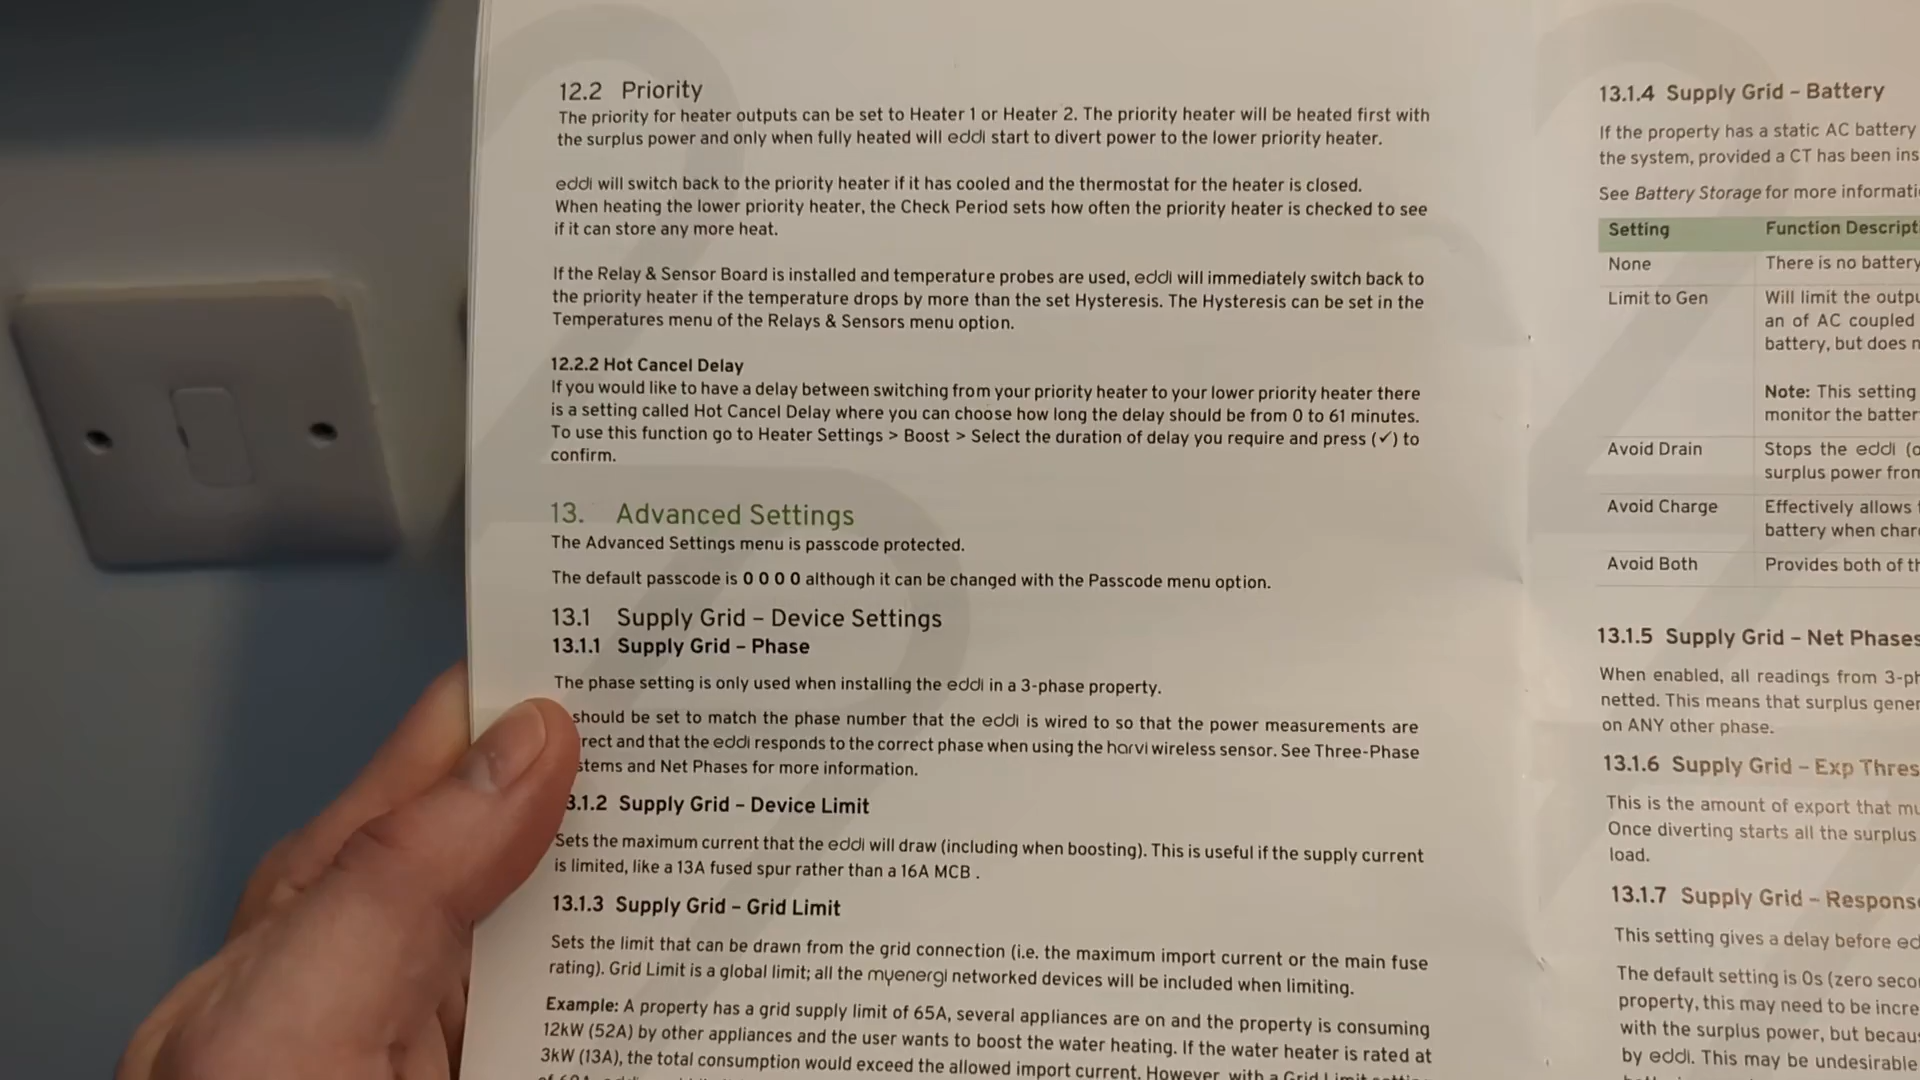 12.2 Priority
The priority for heater outputs can be set to Heater 1 or Heater 2. The priority heater will be heated first with
the surplus power and only when fully heated will eddi start to divert power to the lower priority heater.
eddi will switch back to the priority heater if it has cooled and the thermostat for the heater is closed.
When heating the lower priority heater, the Check Period sets how often the priority heater is checked to see
if it can store any more heat.
If the Relay & Sensor Board is installed and temperature probes are used, eddi will immediately switch back to
the priority heater if the temperature drops by more than the set Hysteresis. The Hysteresis can be set in the
Temperatures menu of the Relays & Sensors menu option.
12.2.2 Hot Cancel Delay
If you would like to have a delay between switching from your priority heater to your lower priority heater there
is a setting called Hot Cancel Delay where you can choose how long the delay should be from 0 to 61 minutes.
To use this function go to Heater Settings > Boost > Select the duration of delay you require and press (✓) to
confirm.
13. Advanced Settings
The Advanced Settings menu is passcode protected.
The default passcode is 0 0 0 0 although it can be changed with the Passcode menu option.
13.1 Supply Grid – Device Settings
13.1.1 Supply Grid – Phase
The phase setting is only used when installing the eddi in a 3-phase property.
should be set to match the phase number that the eddi is wired to so that the power measurements are
rect and that the eddi responds to the correct phase when using the harvi wireless sensor. See Three-Phase
stems and Net Phases for more information.
3.1.2 Supply Grid – Device Limit
Sets the maximum current that the eddi will draw (including when boosting). This is useful if the supply current
is limited, like a 13A fused spur rather than a 16A MCB .
13.1.3 Supply Grid – Grid Limit
Sets the limit that can be drawn from the grid connection (i.e. the maximum import current or the main fuse
rating). Grid Limit is a global limit; all the myenergi networked devices will be included when limiting.
Example: A property has a grid supply limit of 65A, several appliances are on and the property is consuming
12kW (52A) by other appliances and the user wants to boost the water heating. If the water heater is rated at
3kW (13A), the total consumption would exceed the allowed import current. However, with a Grid Limit
13.1.4 Supply Grid – Battery
If the property has a static AC battery
the system, provided a CT has been ins
See Battery Storage for more informati
Setting Function Descript
None There is no battery
Limit to Gen Will limit the outpu
an of AC coupled
battery, but does n
Note: This setting
monitor the batter
Avoid Drain Stops the eddi (o
surplus power from
Avoid Charge Effectively allows t
battery when char
Avoid Both Provides both of th
13.1.5 Supply Grid – Net Phases
When enabled, all readings from 3-ph
netted. This means that surplus gener
on ANY other phase.
13.1.6 Supply Grid – Exp Thres
This is the amount of export that mu
Once diverting starts all the surplus
load.
13.1.7 Supply Grid – Respons
This setting gives a delay before ed
The default setting is 0s (zero seco
property, this may need to be incre
with the surplus power, but becau
by eddi. This may be undesirable